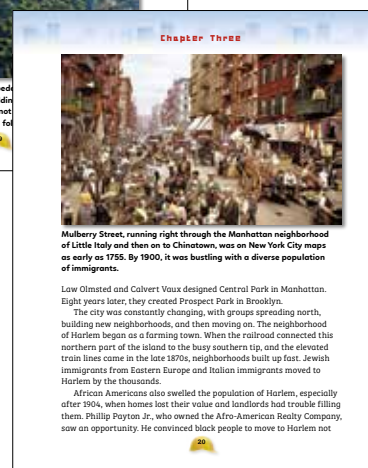 Chapter Three
Mulberry Street, running right through the Manhattan neighborhood
of Little Italy and then on to Chinatown, was on New York City maps
as early as 1755. By 1900, it was bustling with a diverse population
of immigrants.
Law Olmsted and Calvert Vaux designed Central Park in Manhattan.
Eight years later, they created Prospect Park in Brooklyn.
The city was constantly changing, with groups spreading north,
building new neighborhoods, and then moving on. The neighborhood
of Harlem began as a farming town. When the railroad connected this
northern part of the island to the busy southern tip, and the elevated
train lines came in the late 1870s, neighborhoods built up fast. Jewish
immigrants from Eastern Europe and Italian immigrants moved to
Harlem by the thousands.
African Americans also swelled the population of Harlem, especially
after 1904, when homes lost their value and landlords had trouble filling
them. Phillip Payton Jr., who owned the Afro-American Realty Company,
saw an opportunity. He convinced black people to move to Harlem not
20